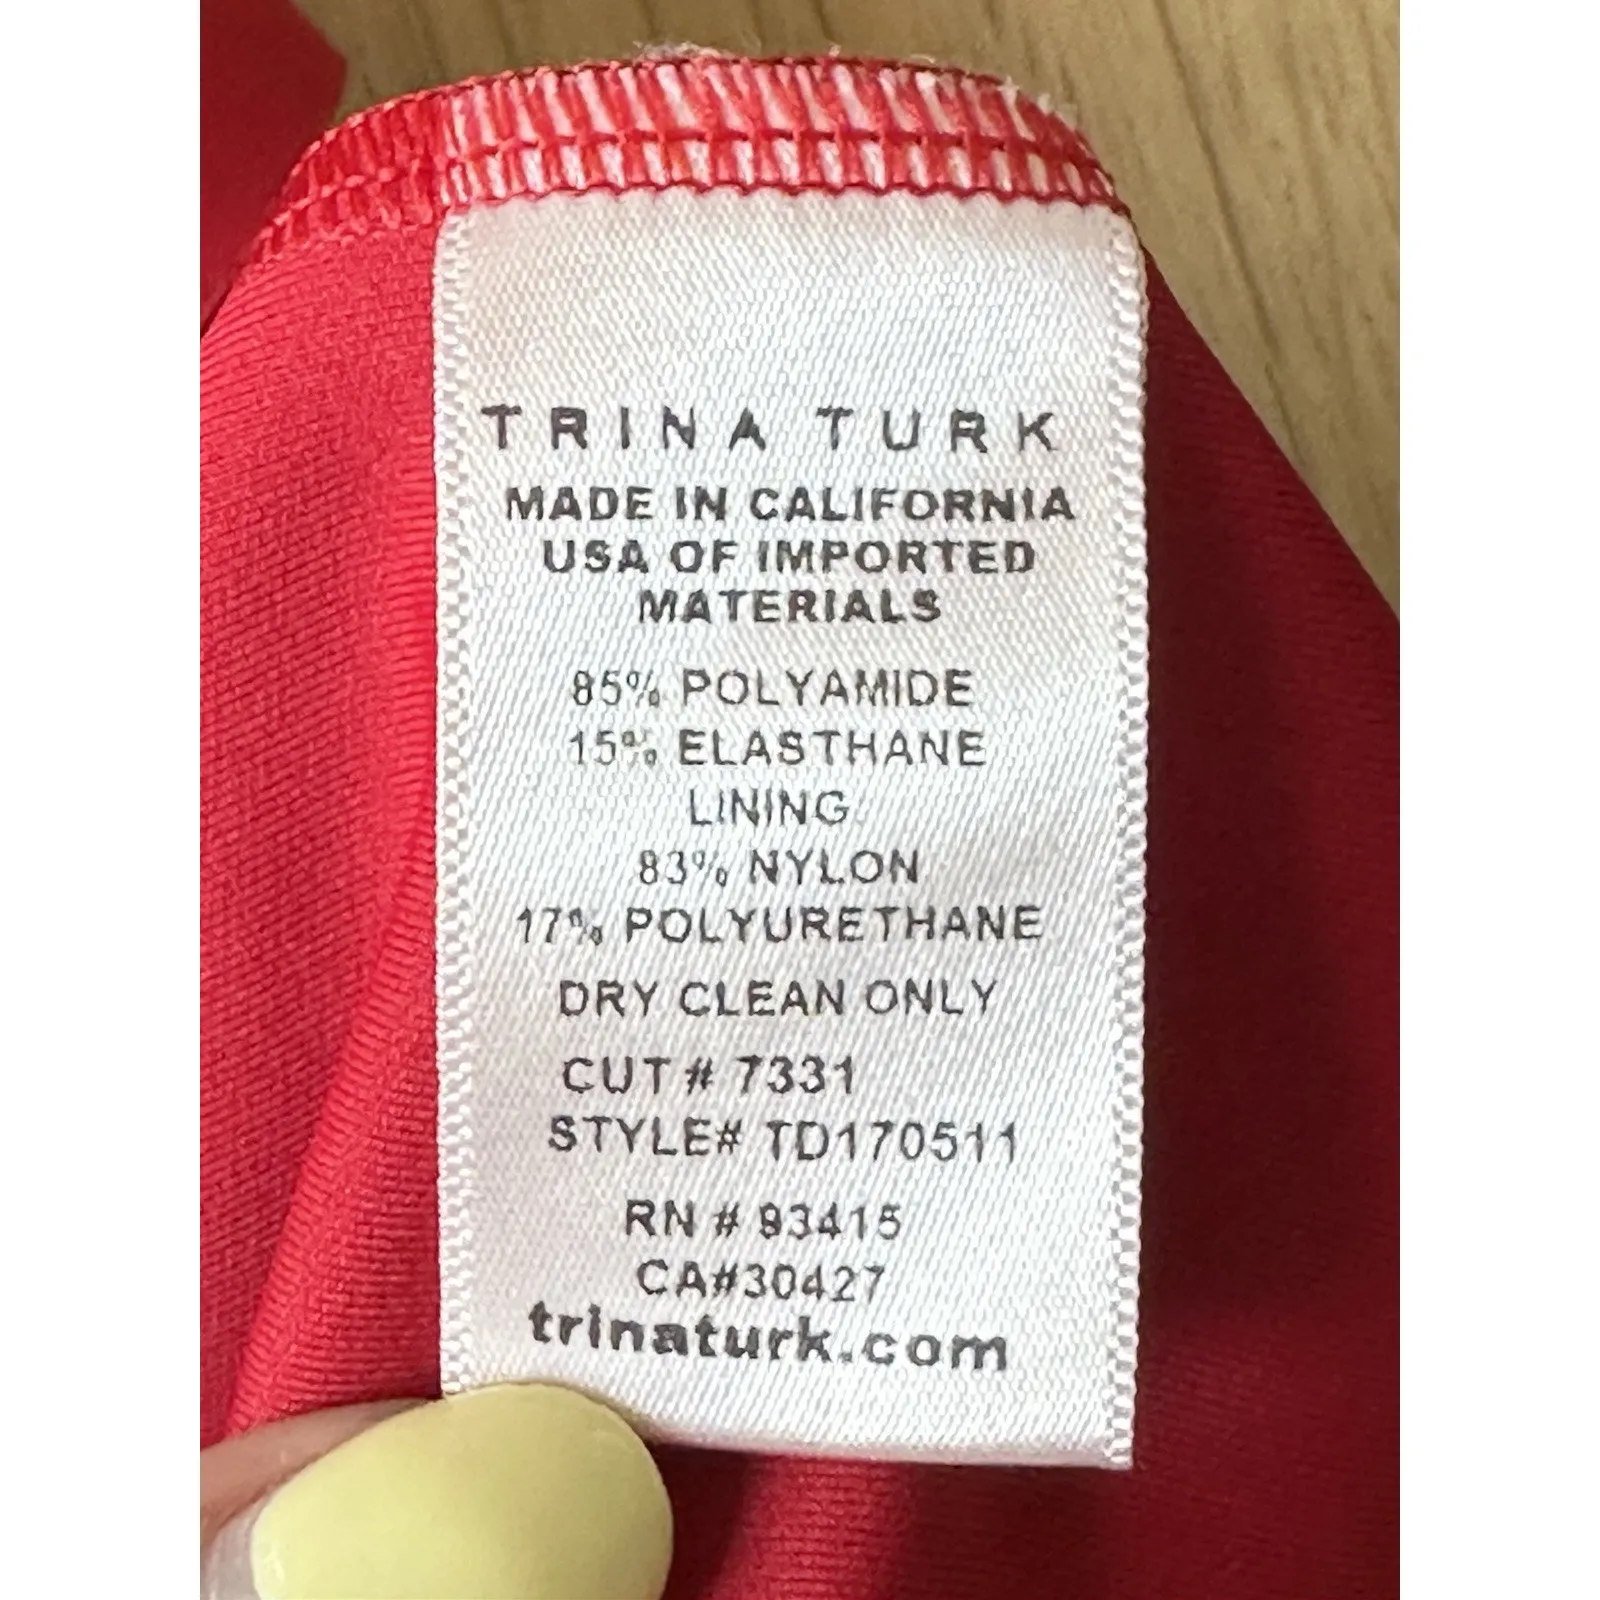 TRINA TURK
MADE IN CALIFORNIA
USA OF IMPORTED
MATERIALS
85% POLYAMIDE
15% ELASTHANE
LINING:
83% NYLON
17% POLYURETHANE
DRY CLEAN ONLY
CUT # 7331
STYLE# TD170511
RN # 93415
CA#30427
trinaturk.com